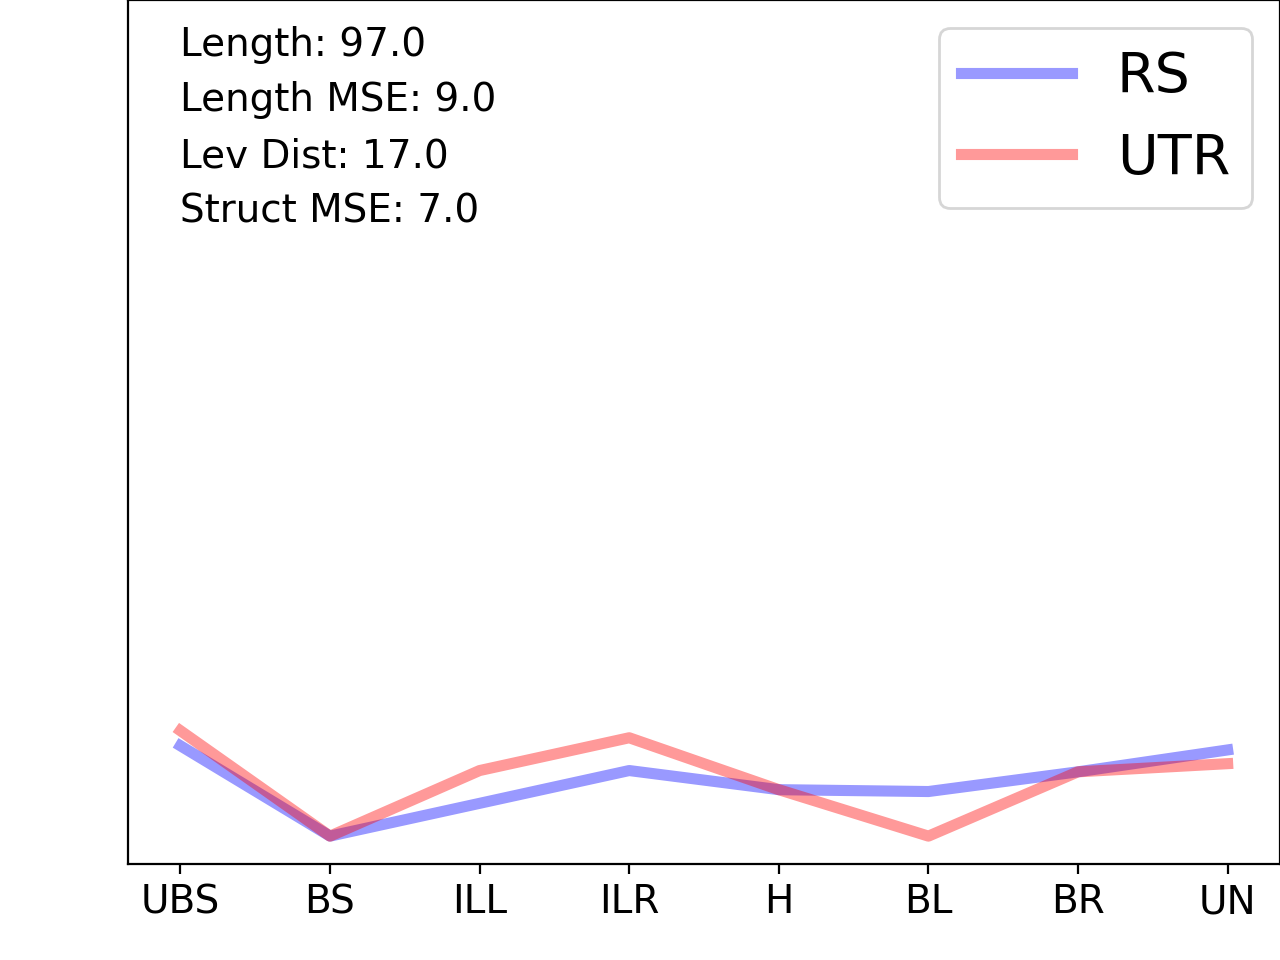 Length: 97.0
Length MSE: 9.0
Lev Dist: 17.0
Struct MSE: 7.0
RS
UTR
UBS BS ILL ILR H BL BR UN